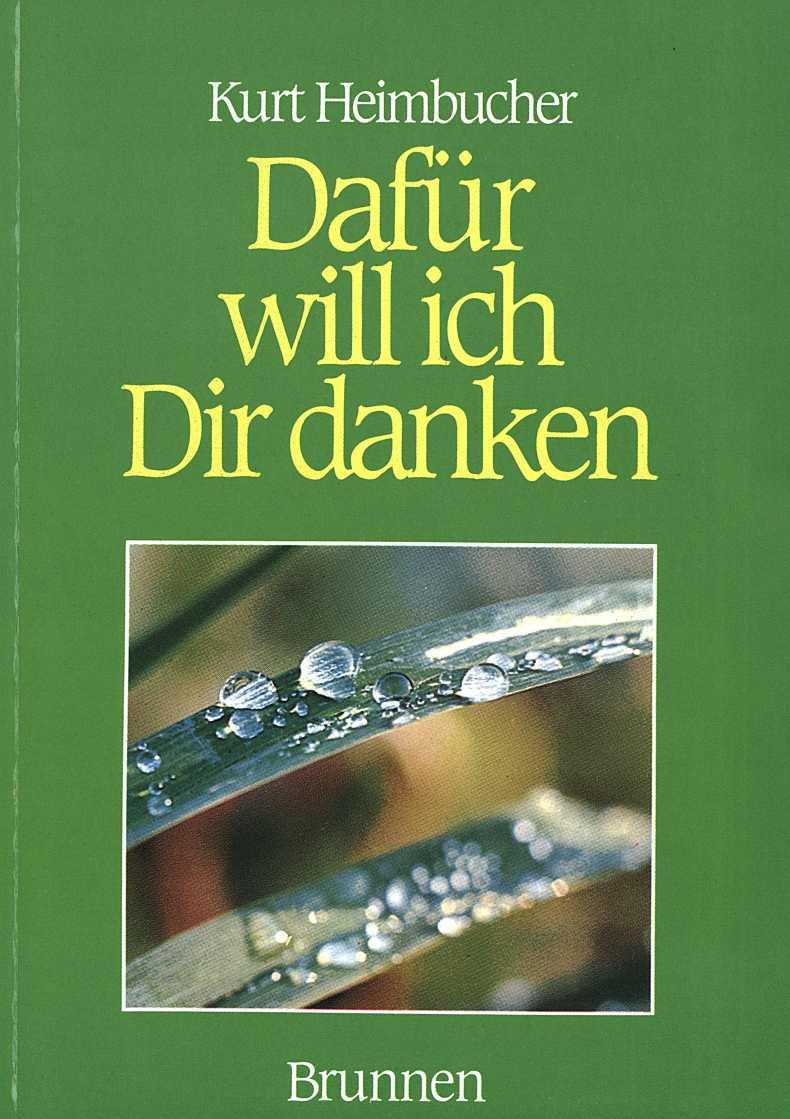 Kurt Heimbucher
Dafür
will ich
Dir danken
Brunnen